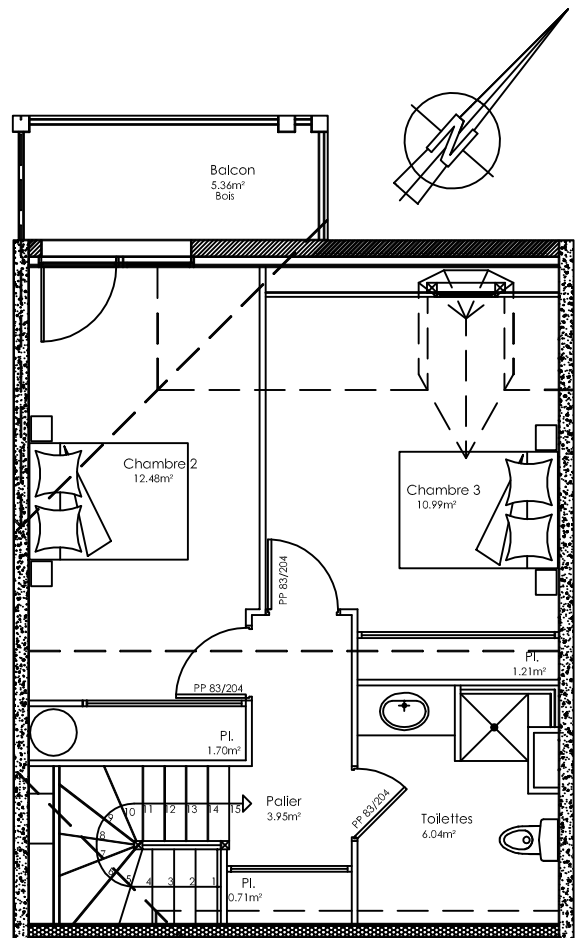 N
Balcon
5.36m²
Bois
Chambre 2
12.48m²
Chambre 3
10.99m²
PP 83/204
Pl.
1.21m²
PP 83/204
Pl.
1.70m²
Palier
3.95m²
PP 83/204
Toilettes
6.04m²
9 10 11 12 13 14 15
8
7
6 5 4 3 2 1
Pl.
0.71m²